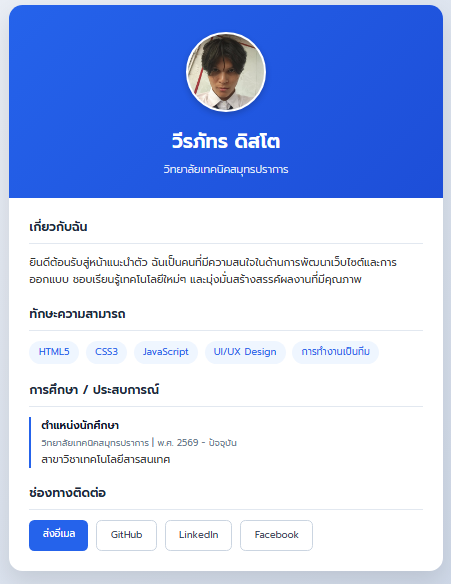 วีรภัทร ดิสโต
วิทยาลัยเทคนิคสมุทรปราการ
เกี่ยวกับฉัน
ยินดีต้อนรับสู่หน้าแนะนำตัว ฉันเป็นคนที่มีความสนใจในด้านการพัฒนาเว็บไซต์และการ
ออกแบบ ชอบเรียนรู้เทคโนโลยีใหม่ๆ และมุ่งมั่นสร้างสรรค์ผลงานที่มีคุณภาพ
ทักษะความสามารถ
HTML5 CSS3 JavaScript UI/UX Design การทำงานเป็นทีม
การศึกษา / ประสบการณ์
ตำแหน่งนักศึกษา
วิทยาลัยเทคนิคสมุทรปราการ | พ.ศ. 2569 - ปัจจุบัน
สาขาวิชาเทคโนโลยีสารสนเทศ
ช่องทางติดต่อ
ส่งอีเมล GitHub LinkedIn Facebook